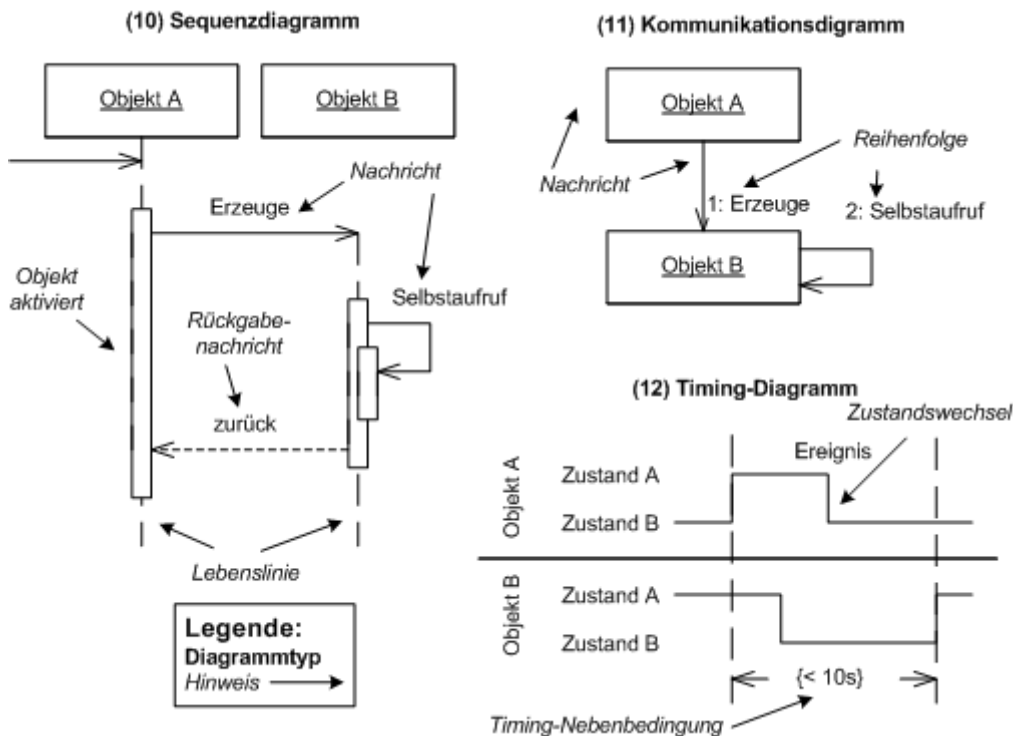 (10) Sequenzdiagramm
Objekt A
Objekt B
Nachricht
Erzeuge
Objekt
aktiviert
Selbstaufruf
Rückgabe-
nachricht
zurück
Lebenslinie
Legende:
Diagrammtyp
Hinweis
(11) Kommunikationsdigramm
Objekt A
Reihenfolge
Nachricht
1: Erzeuge
2: Selbstaufruf
Objekt B
(12) Timing-Diagramm
Zustandswechsel
Ereignis
Objekt A
Zustand A
Zustand B
Objekt B
Zustand A
Zustand B
{< 10s}
Timing-Nebenbedingung